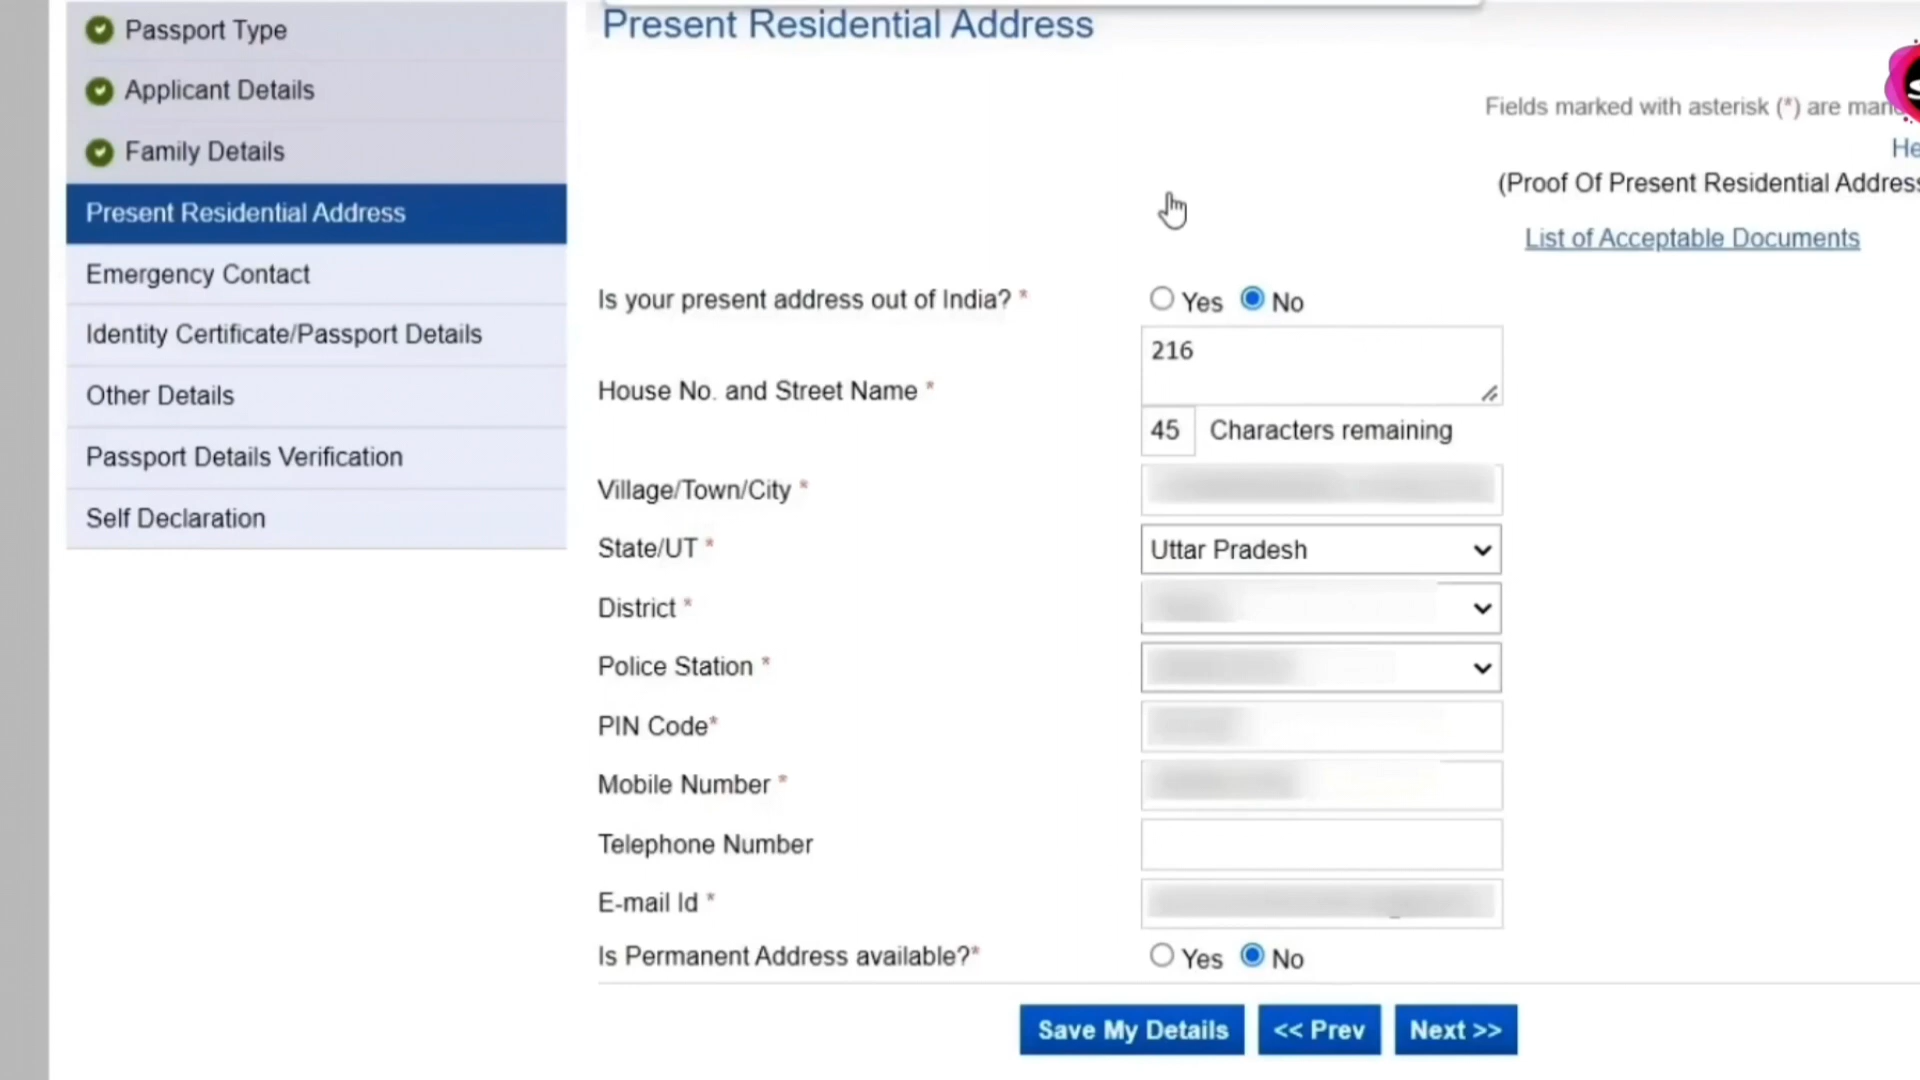 Passport Type
Applicant Details
Family Details
Present Residential Address
Emergency Contact
Identity Certificate/Passport Details
Other Details
Passport Details Verification
Self Declaration
Present Residential Address
Fields marked with asterisk (*) are
(Proof Of Present Residential Address
List of Acceptable Documents
Is your present address out of India? * Yes No
House No. and Street Name * 216
45 Characters remaining
Village/Town/City *
State/UT * Uttar Pradesh
District *
Police Station *
PIN Code*
Mobile Number *
Telephone Number
E-mail Id *
Is Permanent Address available?* Yes No
Save My Details << Prev Next >>